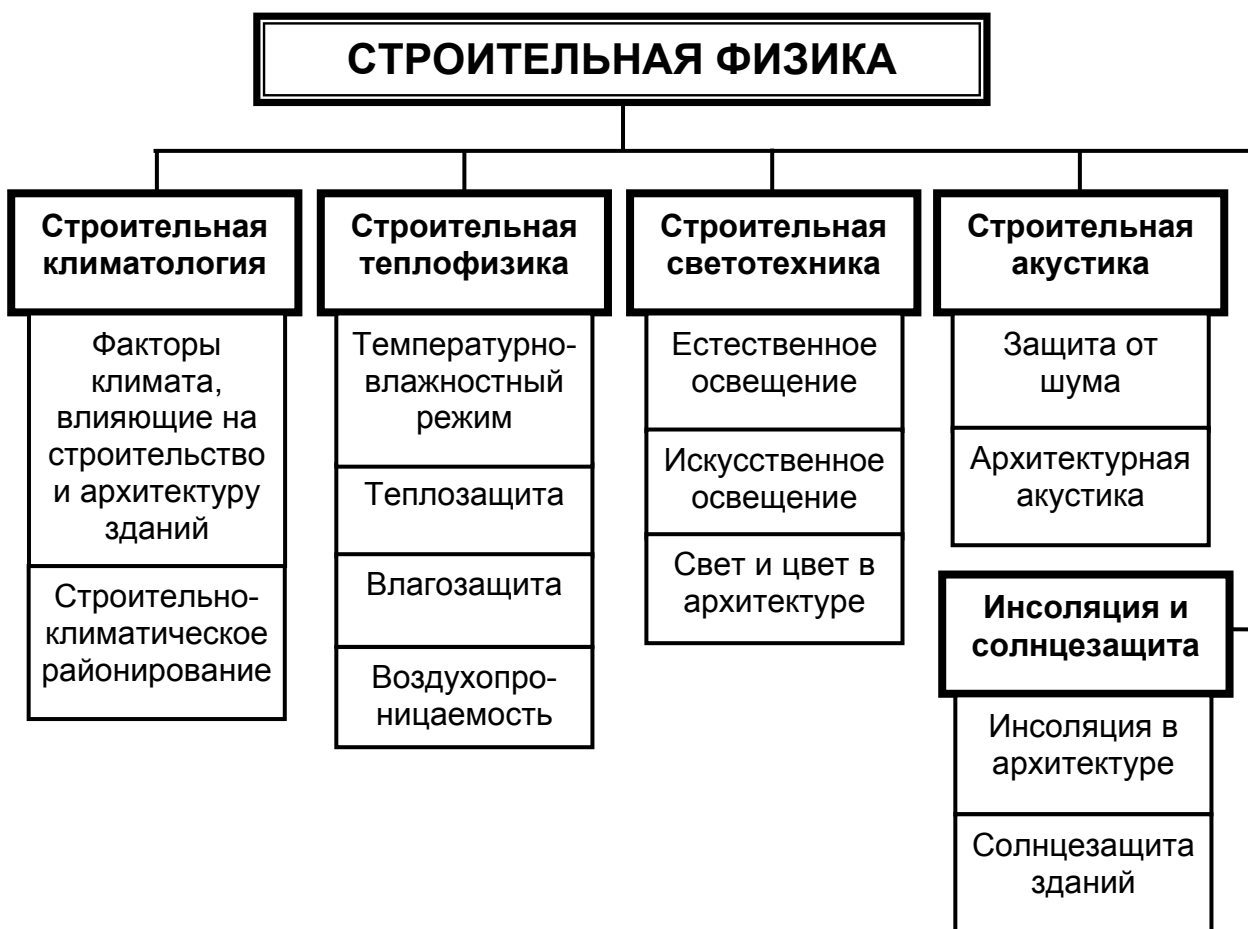 СТРОИТЕЛЬНАЯ ФИЗИКА
Строительная
климатология
Факторы
климата,
влияющие на
строительство
и архитектуру
зданий
Строительно-
климатическое
районирование
Строительная
теплофизика
Температурно-
влажностный
режим
Теплозащита
Влагозащита
Воздухопро-
ницаемость
Строительная
светотехника
Естественное
освещение
Искусственное
освещение
Свет и цвет в
архитектуре
Строительная
акустика
Защита от
шума
Архитектурная
акустика
Инсоляция и
солнцезащита
Инсоляция в
архитектуре
Солнцезащита
зданий